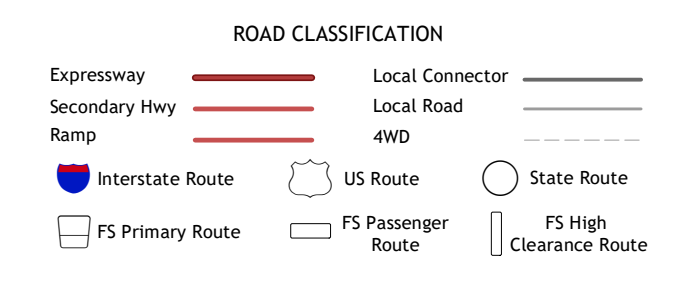 ROAD CLASSIFICATION
Expressway
Local Connector
Secondary Hwy
Local Road
Ramp
4WD
Interstate Route
US Route
State Route
FS Primary Route
FS Passenger
Route
FS High
Clearance Route